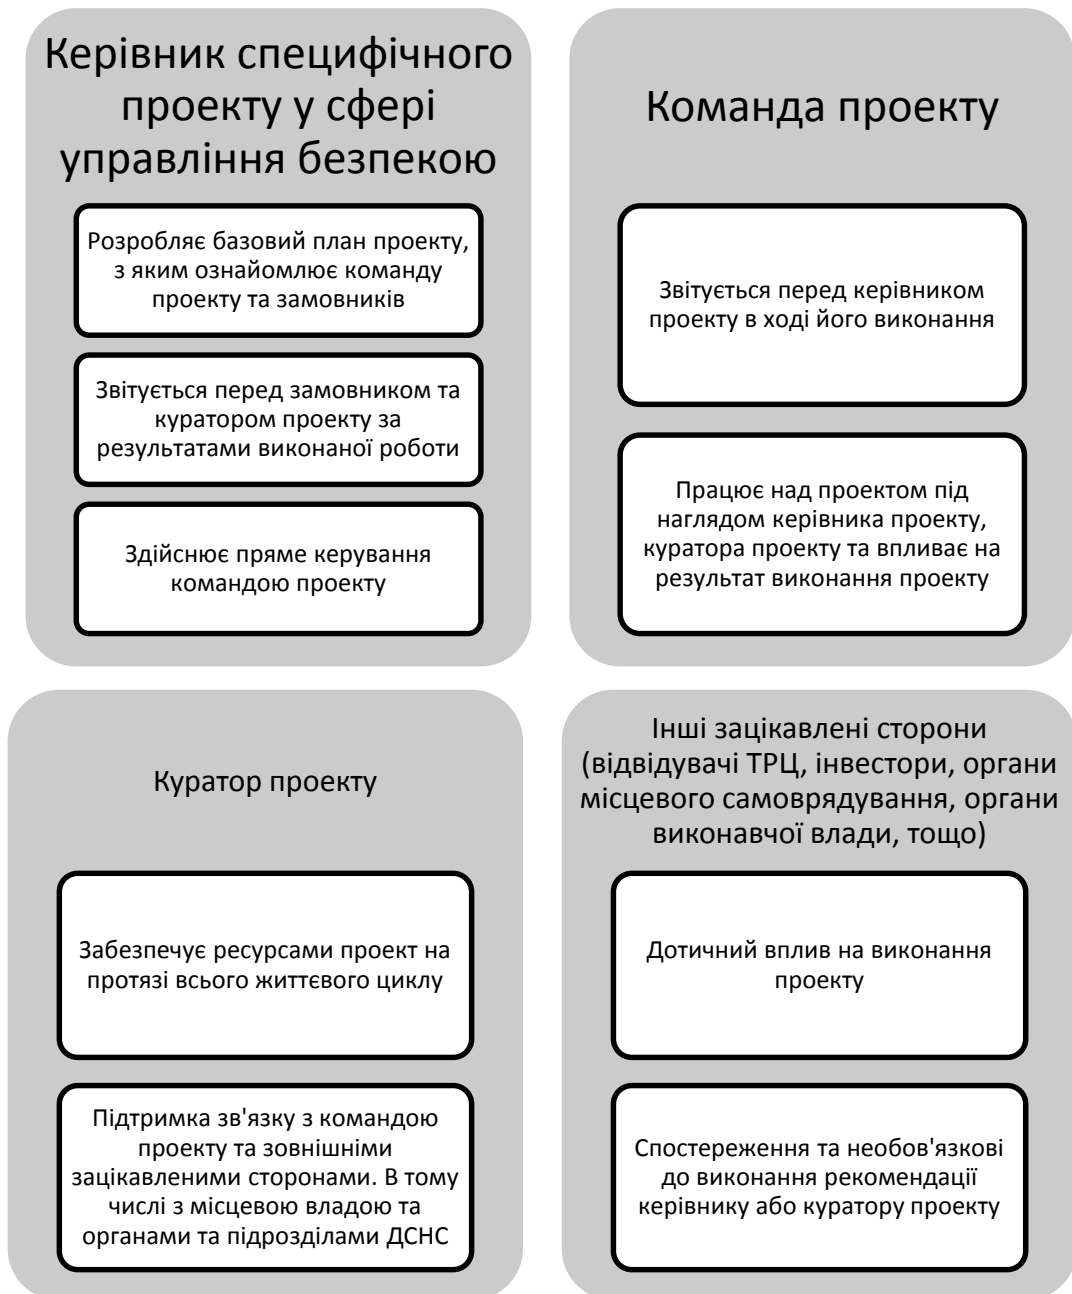 Керівник специфічного
проекту у сфері
управління безпекою
Розробляє базовий план проекту,
з яким ознайомлює команду
проекту та замовників
Звітується перед замовником та
куратором проекту за
результатами виконаної роботи
Здійснює пряме керування
командою проекту
Команда проекту
Звітується перед керівником
проекту в ході його виконання
Працює над проектом під
наглядом керівника проекту,
куратора проекту та впливає на
результат виконання проекту
Куратор проекту
Забезпечує ресурсами проект на
протязі всього життєвого циклу
Підтримка зв'язку з командою
проекту та зовнішніми
зацікавленими сторонами. В тому
числі з місцевою владою та
органами та підрозділами ДСНС
Інші зацікавлені сторони
(відвідувачі ТРЦ, інвестори, органи
місцевого самоврядування, органи
виконавчої влади, тощо)
Дотичний вплив на виконання
проекту
Спостереження та необов'язкові
до виконання рекомендації
керівнику або куратору проекту